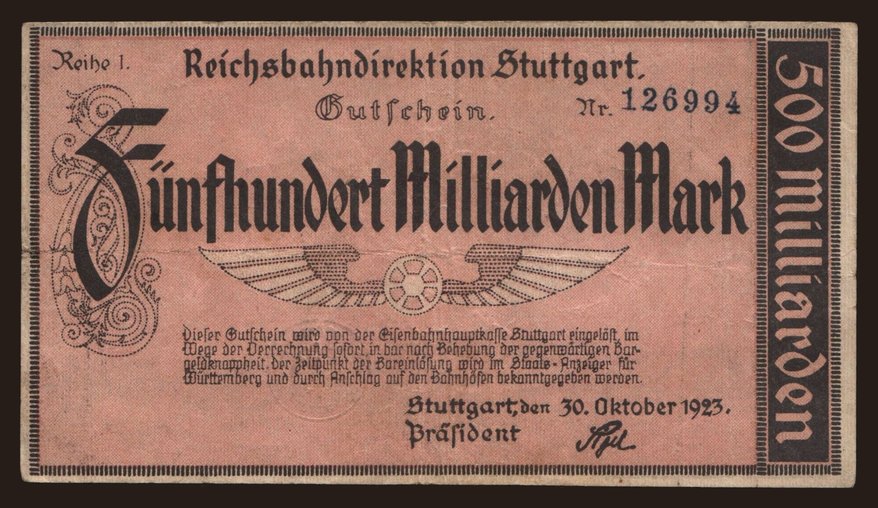 Reihe 1.
Reichsbahndirektion Stuttgart.
Gutschein.
Nr. 126994
Fünfhundert Milliarden Mark
Dieser Gutschein wird von der Eisenbahnhauptkasse Stuttgart eingelöst, im
Wege der Verrechnung sofort, in bar nach Behebung der gegenwärtigen Bar-
geldknappheit. Der Zeitpunkt der Bareinlösung wird im Staats-Anzeiger für
Württemberg und durch Anschlag auf den Bahnhöfen bekanntgegeben werden.
Stuttgart, den 30. Oktober 1923.
Präsident
500 Milliarden